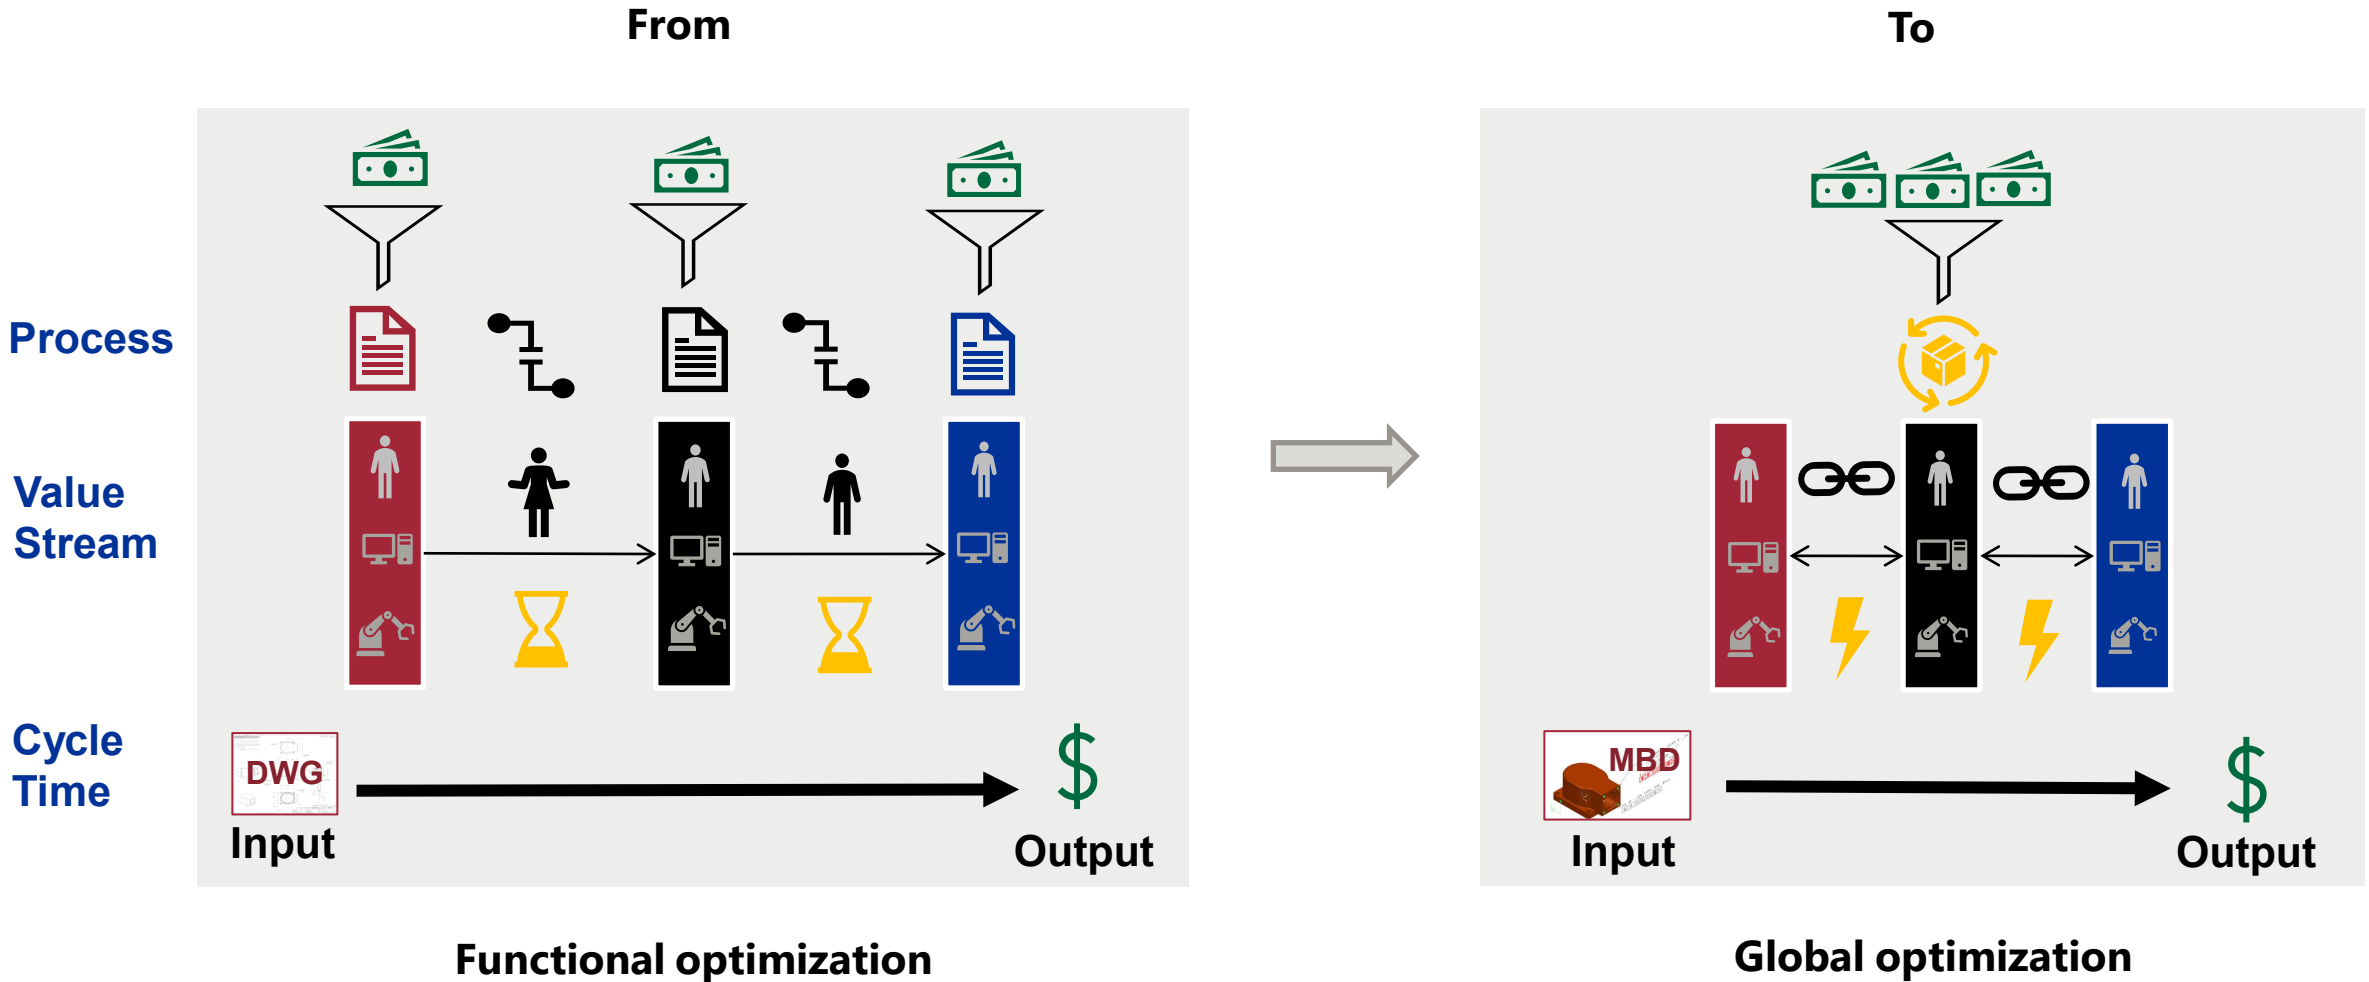 From
To
Process
Value
Stream
Cycle
Time
DWG
Input
Output
MBD
Input
Output
Functional optimization
Global optimization